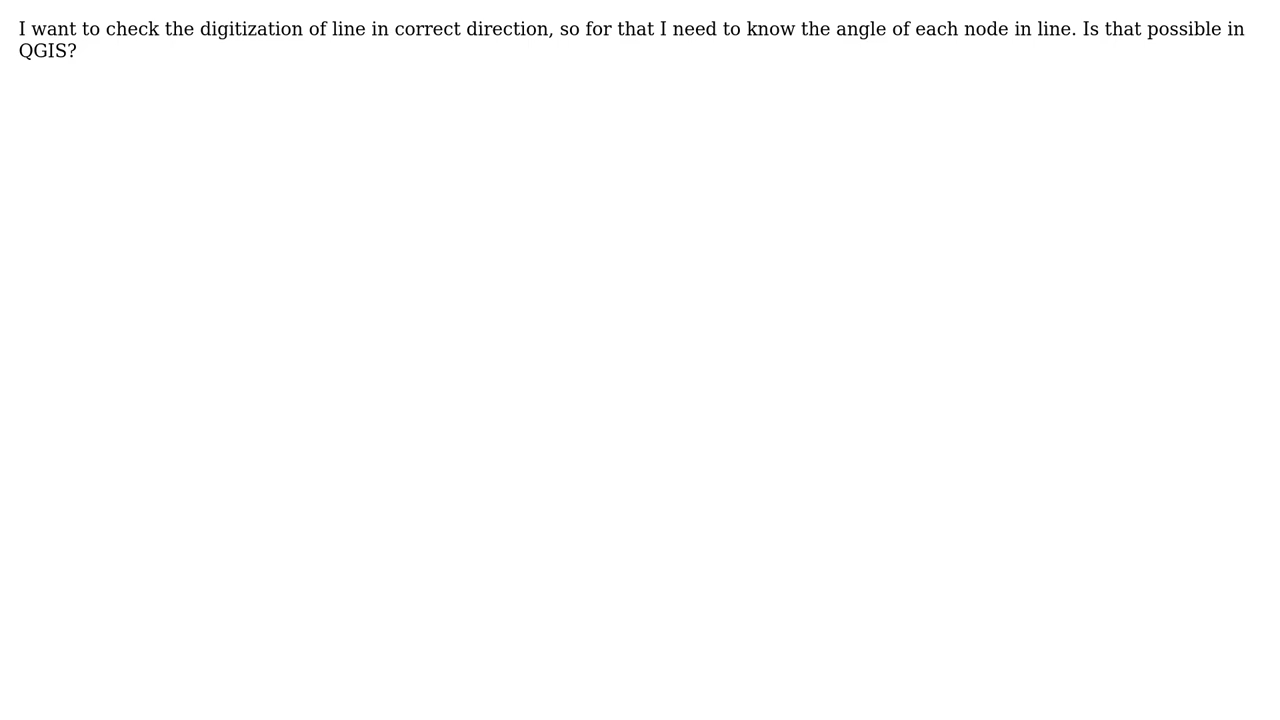 I want to check the digitization of line in correct direction, so for that I need to know the angle of each node in line. Is that possible in
QGIS?